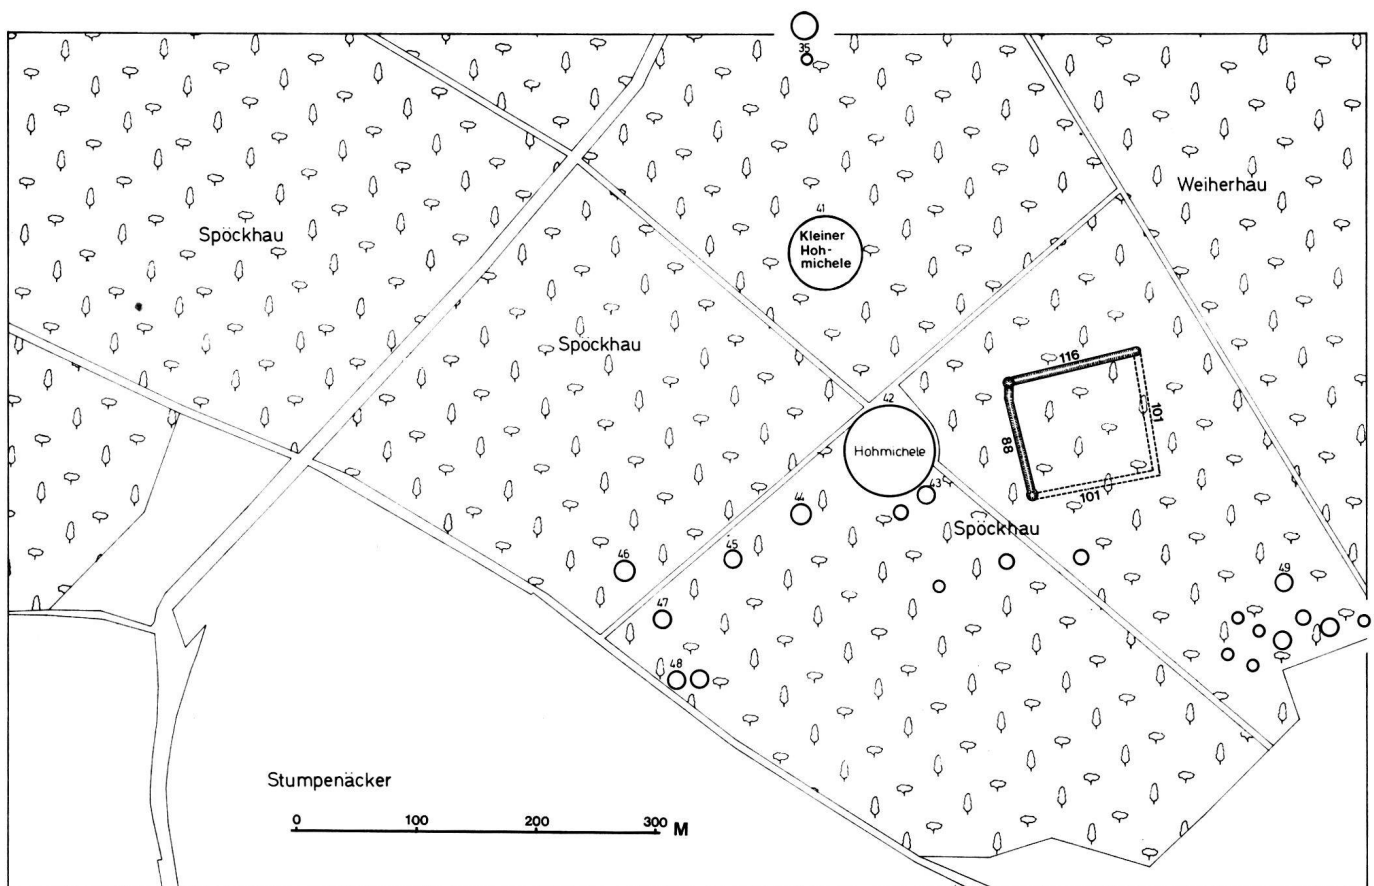 35
Weiherhau
41
Kleiner
Hoh-
michele
Spöckhau
Spöckhau
116
42
101
88
Hohmichele
43
101
44
Spöckhau
45
46
49
47
48
Stumpenäcker
0 100 200 300 M